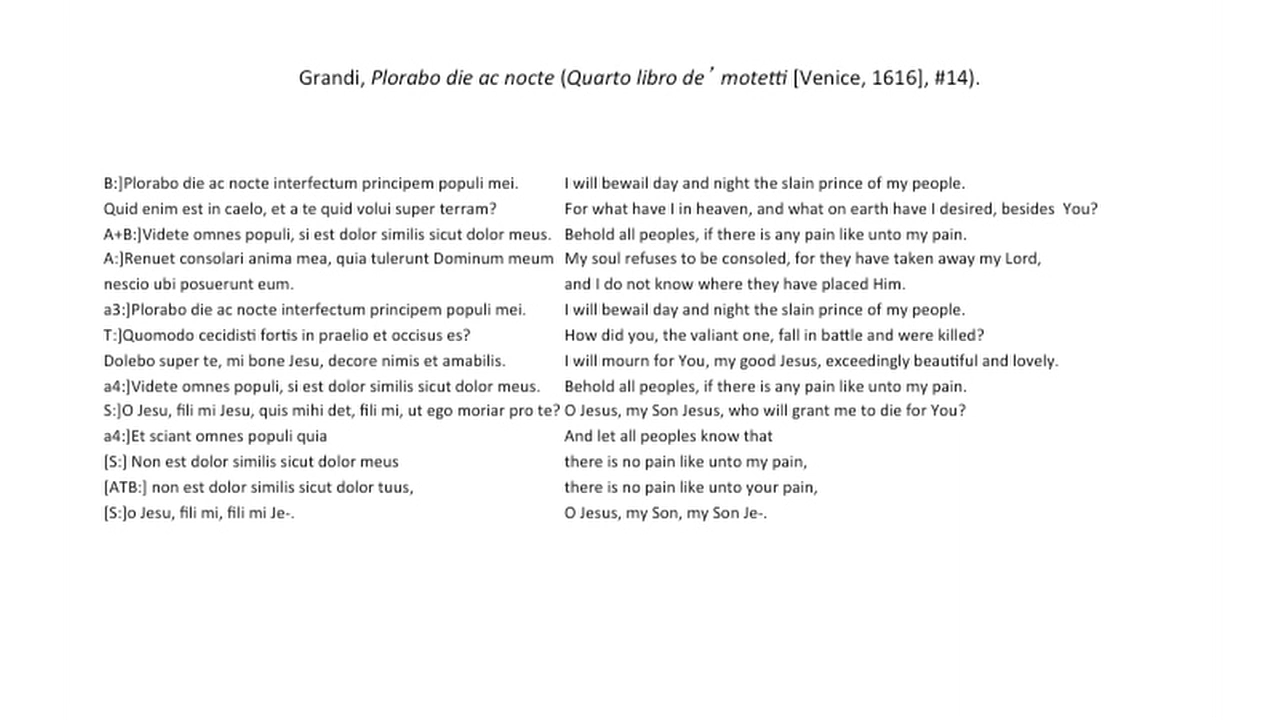 Grandi, Plorabo die ac nocte (Quarto libro de’ motetti [Venice, 1616], #14).
B:]Plorabo die ac nocte interfectum principem populi mei. I will bewail day and night the slain prince of my people.
Quid enim est in caelo, et a te quid volui super terram? For what have I in heaven, and what on earth have I desired, besides You?
A+B:]Videte omnes populi, si est dolor similis sicut dolor meus. Behold all peoples, if there is any pain like unto my pain.
A:]Renuet consolari anima mea, quia tulerunt Dominum meum My soul refuses to be consoled, for they have taken away my Lord,
nescio ubi posuerunt eum. and I do not know where they have placed Him.
a3:]Plorabo die ac nocte interfectum principem populi mei. I will bewail day and night the slain prince of my people.
T:]Quomodo cecidisti fortis in praelio et occisus es? How did you, the valiant one, fall in battle and were killed?
Dolebo super te, mi bone Jesu, decore nimis et amabilis. I will mourn for You, my good Jesus, exceedingly beautiful and lovely.
a4:]Videte omnes populi, si est dolor similis sicut dolor meus. Behold all peoples, if there is any pain like unto my pain.
S:]O Jesu, fili mi Jesu, quis mihi det, fili mi, ut ego moriar pro te? O Jesus, my Son Jesus, who will grant me to die for You?
a4:]Et sciant omnes populi quia And let all peoples know that
[S:] Non est dolor similis sicut dolor meus there is no pain like unto my pain,
[ATB:] non est dolor similis sicut dolor tuus, there is no pain like unto your pain,
[S:]o Jesu, fili mi, fili mi Je-. O Jesus, my Son, my Son Je-.